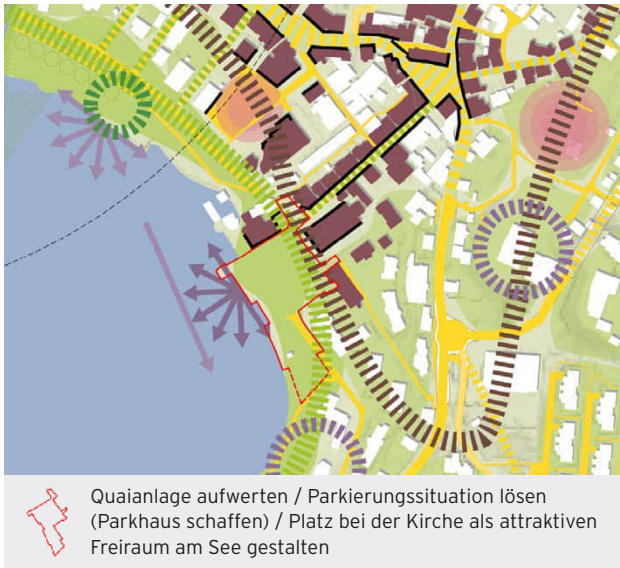 Quaianlage aufwerten / Parkierungssituation lösen
(Parkhaus schaffen) / Platz bei der Kirche als attraktiven
Freiraum am See gestalten